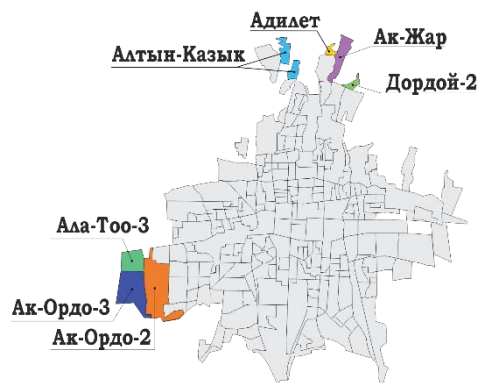 Адилет
Ак-Жар
Алтын-Казык
Дордой-2
Ала-Тоо-3
Ак-Ордо-3
Ак-Ордо-2